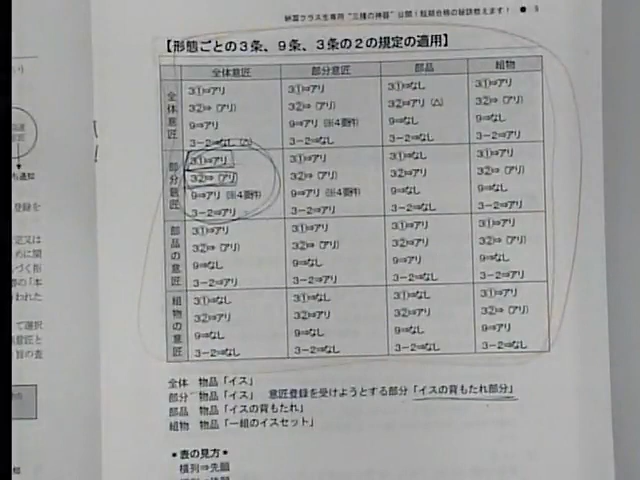 納冨クラス生専用"三種の神器"公開！短期合格の秘訣教えます！ ● 5
【形態ごとの３条、９条、３条の２の規定の適用】
全体意匠 部分意匠 部品 組物
全体意匠
3①⇒アリ 3①⇒アリ 3①⇒なし 3①⇒アリ
3②⇒（アリ） 3②⇒（アリ） 3②⇒アリ（△） 3②⇒（アリ）
9⇒アリ 9⇒アリ（※4要件） 9⇒なし 9⇒なし
3－2⇒なし（△） 3－2⇒なし 3－2⇒なし 3－2⇒なし
部分意匠
3①⇒アリ 3①⇒アリ 3①⇒なし 3①⇒アリ
3②⇒（アリ） 3②⇒（アリ） 3②⇒アリ 3②⇒（アリ）
9⇒アリ（※4要件） 9⇒アリ（※4要件） 9⇒なし 9⇒なし
3－2⇒アリ 3－2⇒アリ 3－2⇒なし 3－2⇒なし
部品の意匠
3①⇒アリ 3①⇒アリ 3①⇒アリ 3①⇒アリ
3②⇒（アリ） 3②⇒（アリ） 3②⇒アリ 3②⇒（アリ）
9⇒なし 9⇒なし 9⇒アリ 9⇒なし
3－2⇒アリ 3－2⇒アリ 3－2⇒なし 3－2⇒アリ
組物の意匠
3①⇒なし 3①⇒なし 3①⇒なし 3①⇒アリ
3②⇒アリ 3②⇒アリ 3②⇒アリ 3②⇒（アリ）
9⇒なし 9⇒なし 9⇒なし 9⇒アリ
3－2⇒なし 3－2⇒なし 3－2⇒なし 3－2⇒なし
全体 物品「イス」
部分 物品「イス」 意匠登録を受けようとする部分「イスの背もたれ部分」
部品 物品「イスの背もたれ」
組物 物品「一組のイスセット」
＊表の見方＊
横列⇒先願